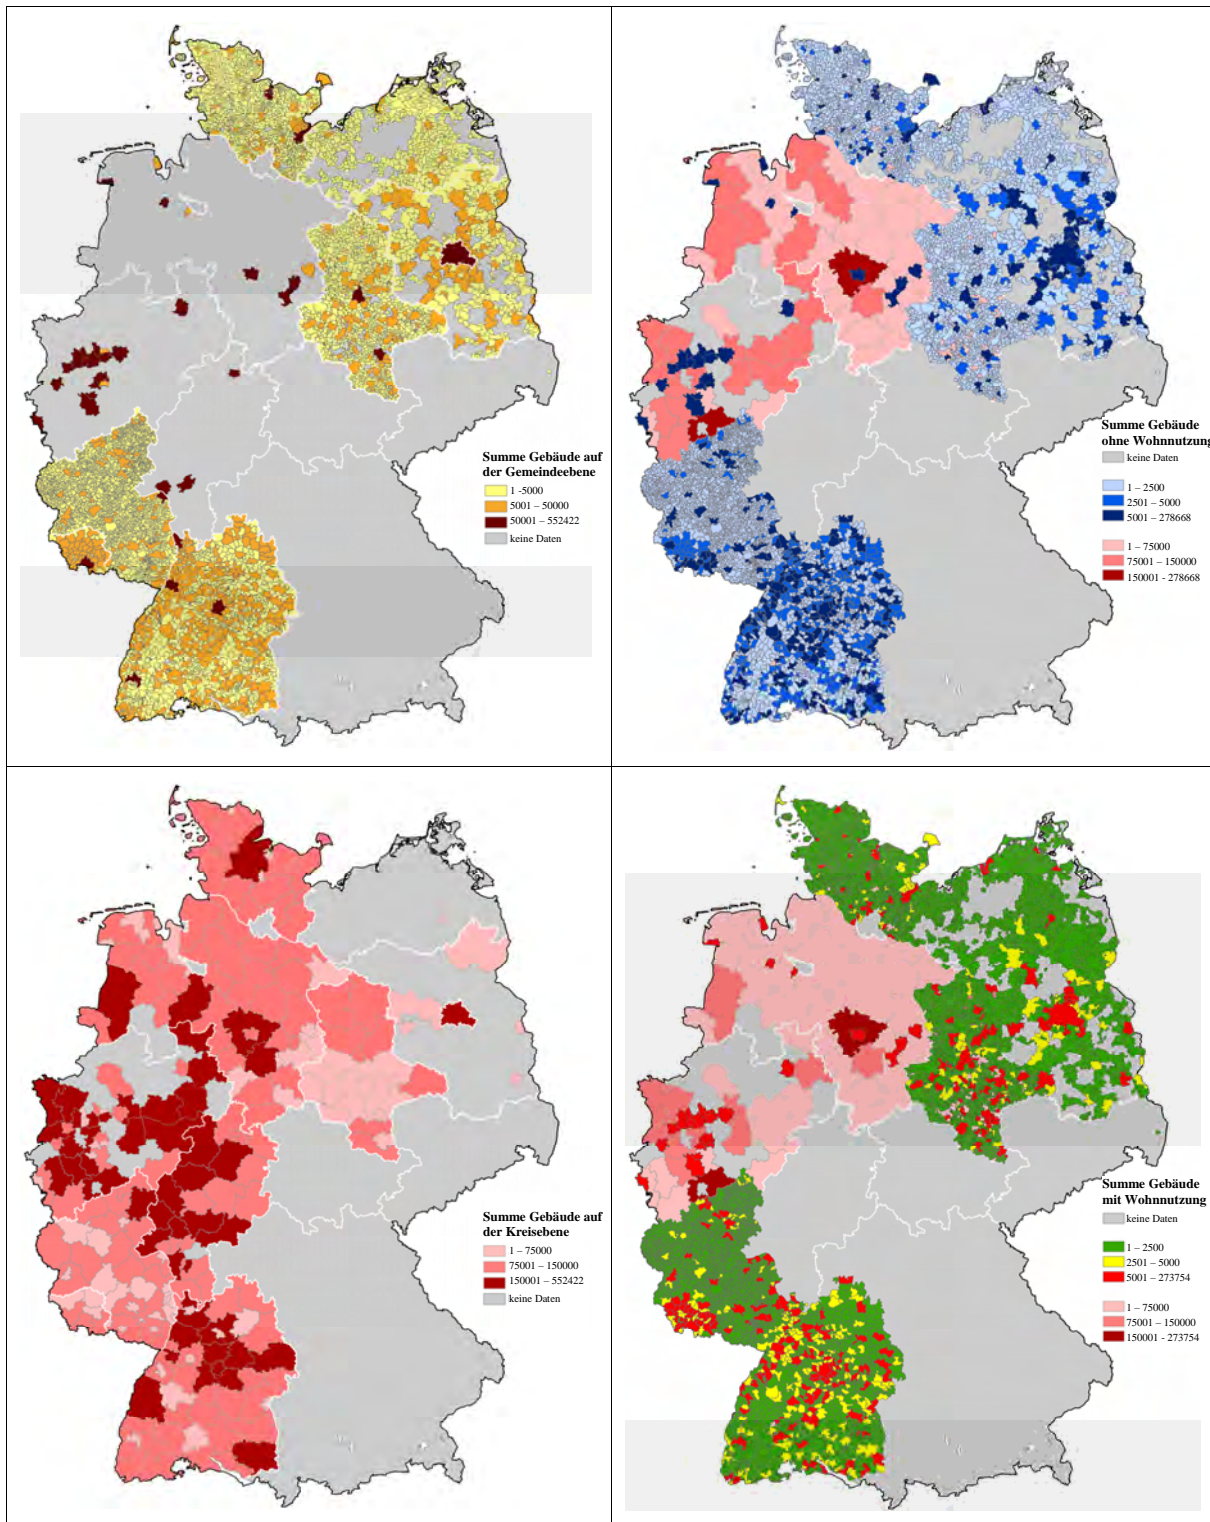 Summe Gebäude auf
der Gemeindeebene
1 -5000
5001 – 50000
50001 – 552422
keine Daten
Summe Gebäude
ohne Wohnnutzung
keine Daten
1 – 2500
2501 – 5000
5001 – 278668
1 – 75000
75001 – 150000
150001 - 278668
Summe Gebäude auf
der Kreisebene
1 – 75000
75001 – 150000
150001 – 552422
keine Daten
Summe Gebäude
mit Wohnnutzung
keine Daten
1 – 2500
2501 – 5000
5001 – 273754
1 – 75000
75001 – 150000
150001 - 273754